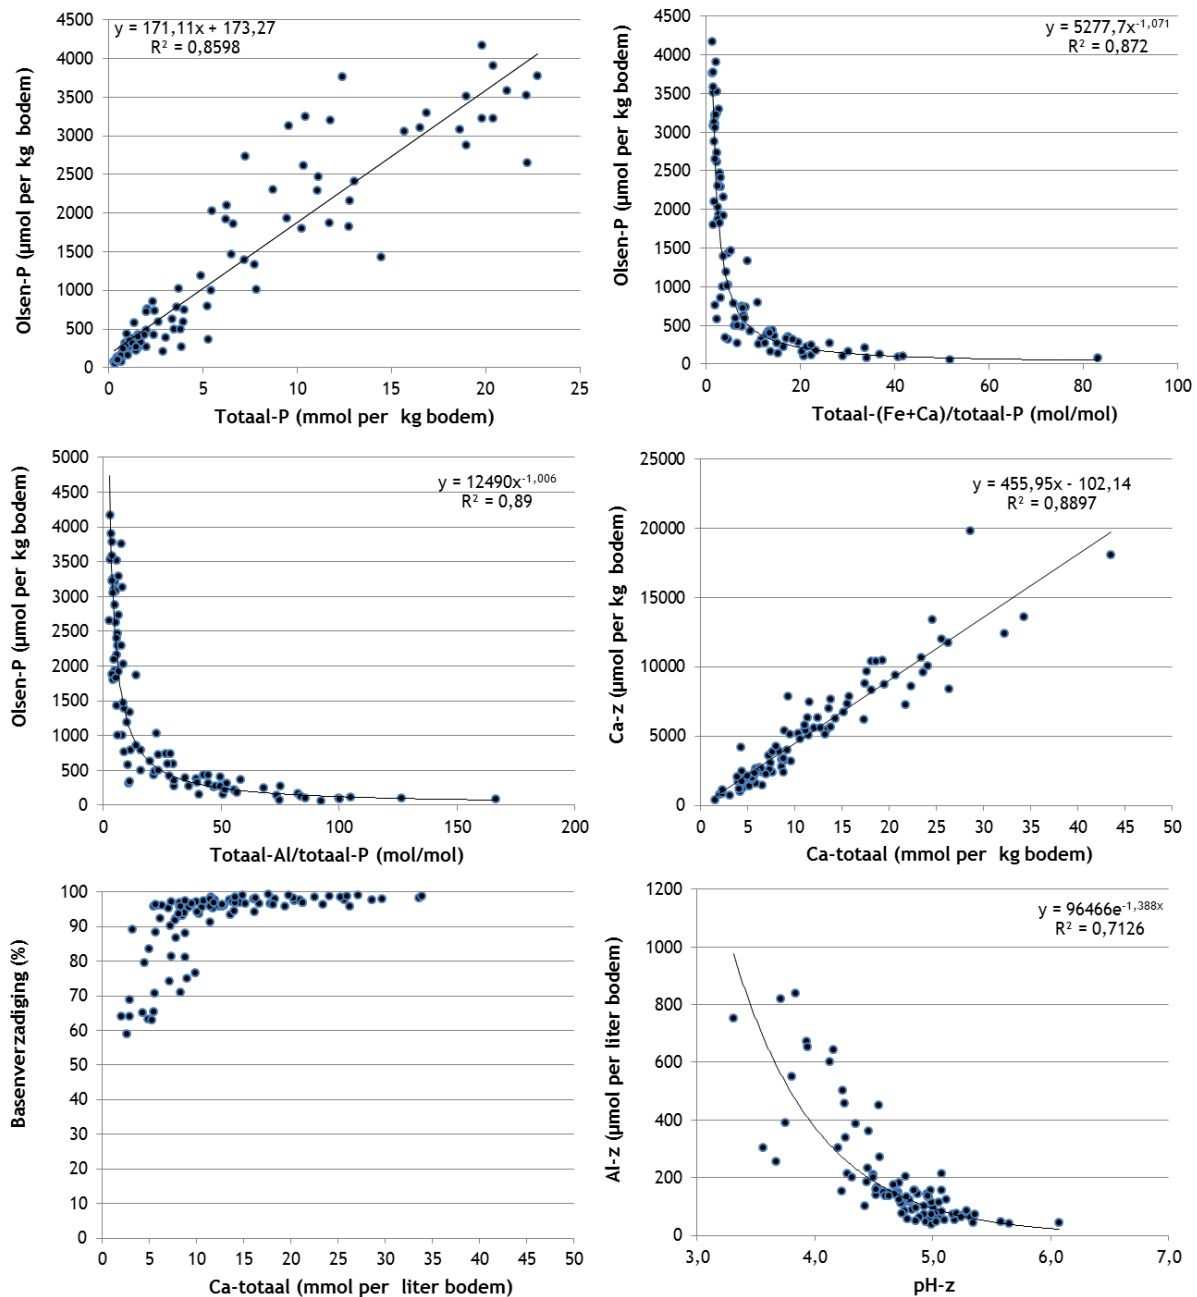 4500
4000
3500
3000
2500
2000
1500
1000
500
0
0 5 10 15 20 25
y = 171,11x + 173,27
R² = 0,8598
Olsen-P (µmol per kg bodem)
Totaal-P (mmol per kg bodem)
4500
4000
3500
3000
2500
2000
1500
1000
500
0
0 20 40 60 80 100
y = 5277,7x^-1,071
R² = 0,872
Olsen-P (µmol per kg bodem)
Totaal-(Fe+Ca)/totaal-P (mol/mol)
5000
4500
4000
3500
3000
2500
2000
1500
1000
500
0
0 50 100 150 200
y = 12490x^-1,006
R² = 0,89
Olsen-P (µmol per kg bodem)
Totaal-Al/totaal-P (mol/mol)
25000
20000
15000
10000
5000
0
0 5 10 15 20 25 30 35 40 45 50
y = 455,95x - 102,14
R² = 0,8897
Ca-z (µmol per kg bodem)
Ca-totaal (mmol per kg bodem)
100
90
80
70
60
50
40
30
20
10
0
0 5 10 15 20 25 30 35 40 45 50
Basenverzadiging (%)
Ca-totaal (mmol per liter bodem)
1200
1000
800
600
400
200
0
3,0 4,0 5,0 6,0 7,0
y = 96466e^-1,388x
R² = 0,7126
Al-z (µmol per liter bodem)
pH-z